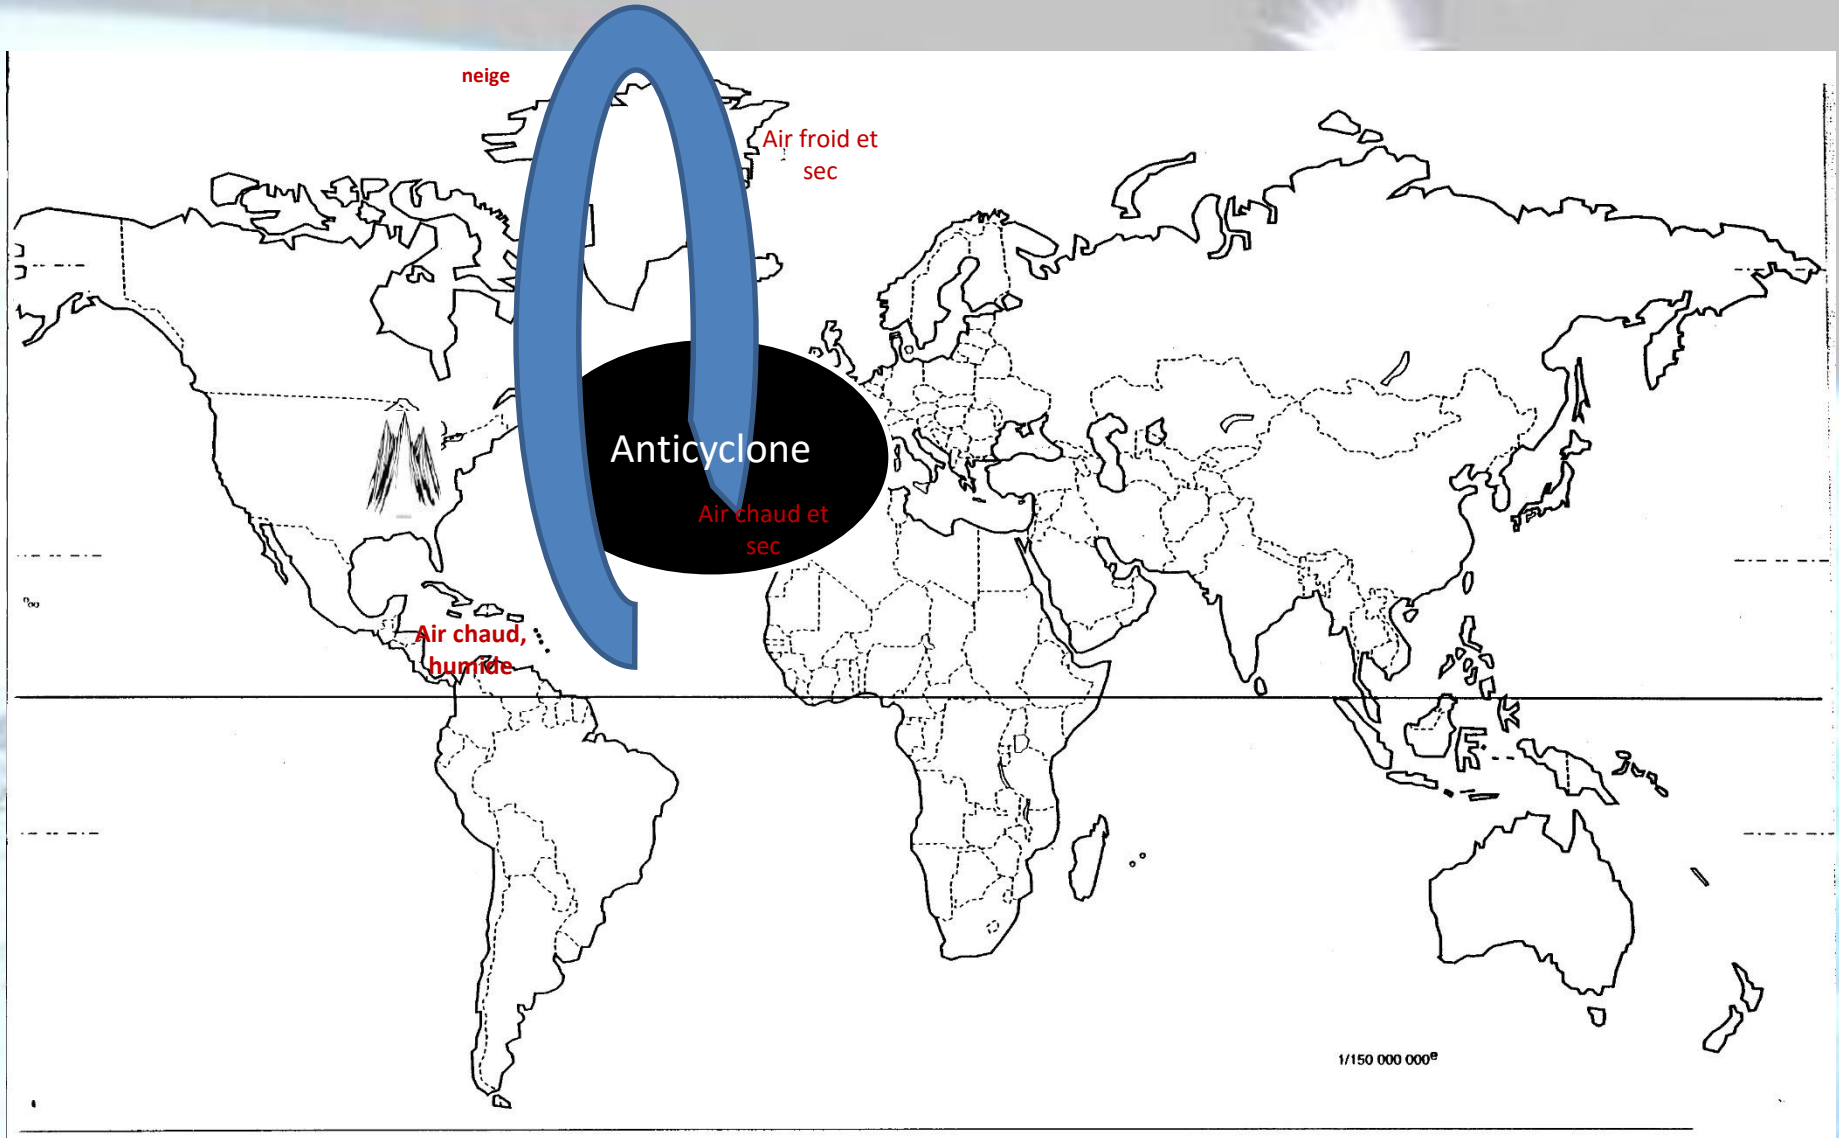 neige
Air froid et
sec
Anticyclone
Air chaud et
sec
Air chaud,
humide
1/150 000 000e